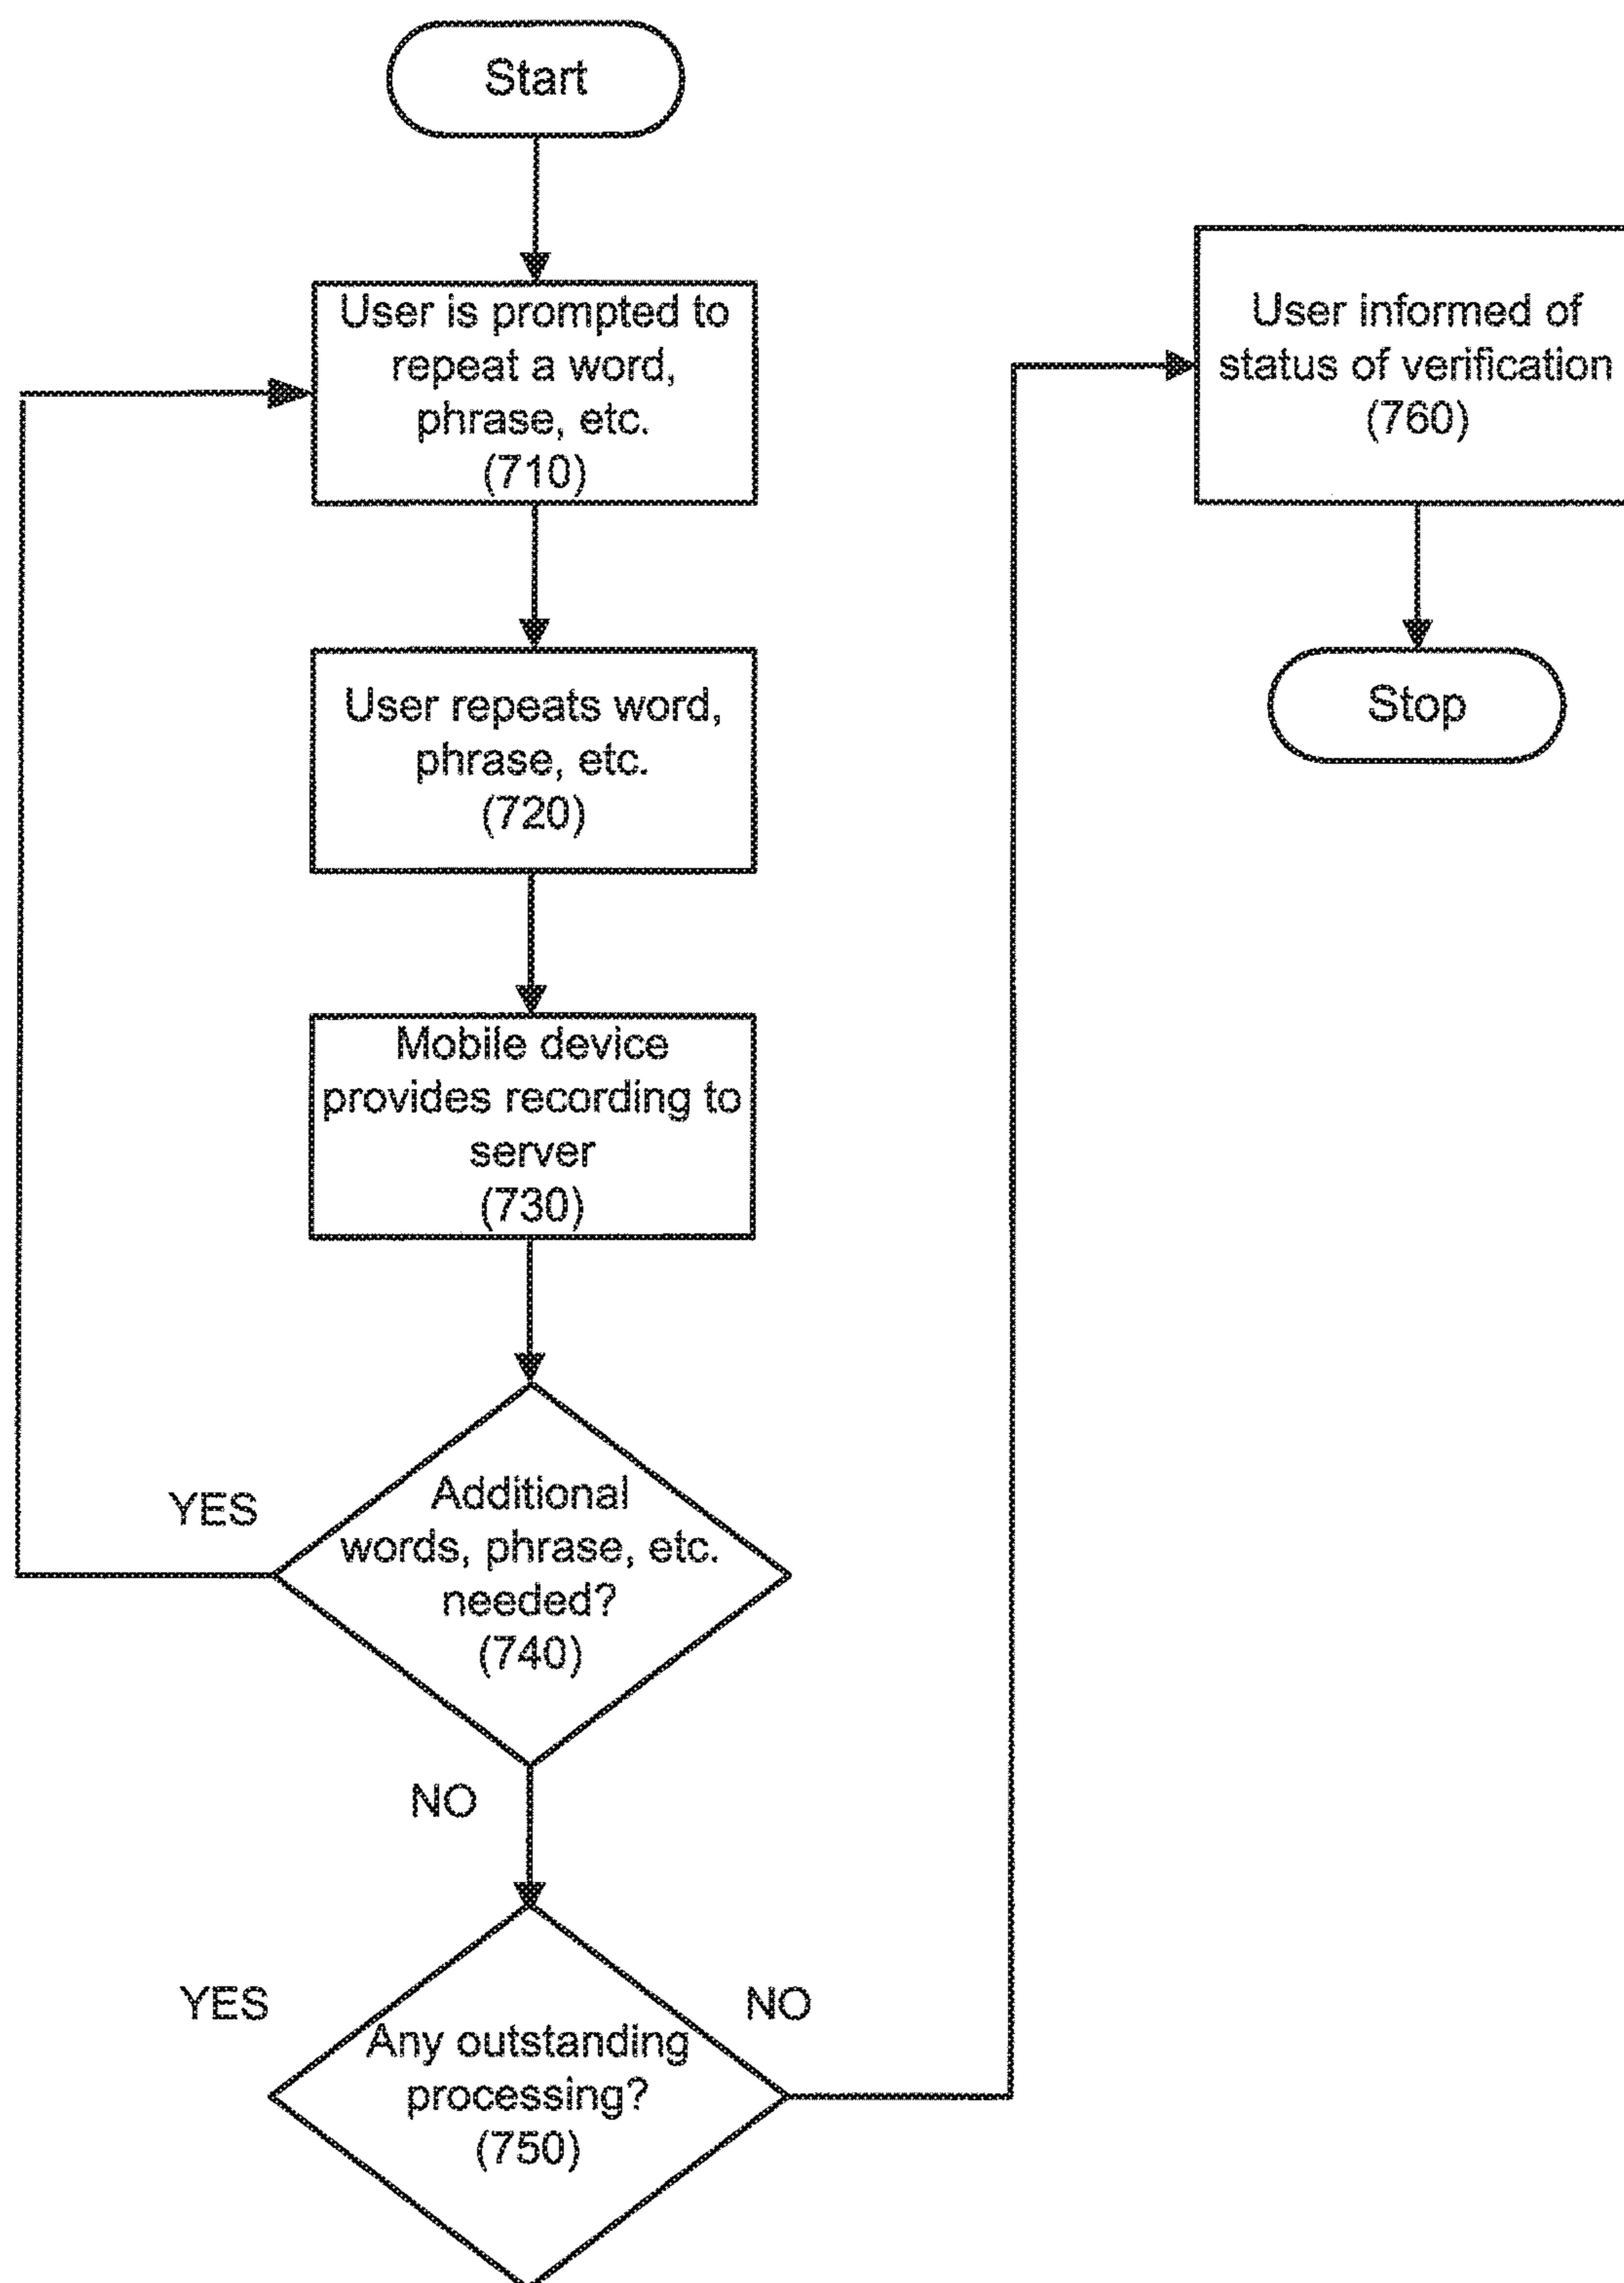 Start
User is prompted to
repeat a word,
phrase, etc.
(710)
User repeats word,
phrase, etc.
(720)
Mobile device
provides recording to
server
(730)
YES
Additional
words, phrase, etc.
needed?
(740)
NO
YES
NO
Any outstanding
processing?
(750)
User informed of
status of verification
(760)
Stop